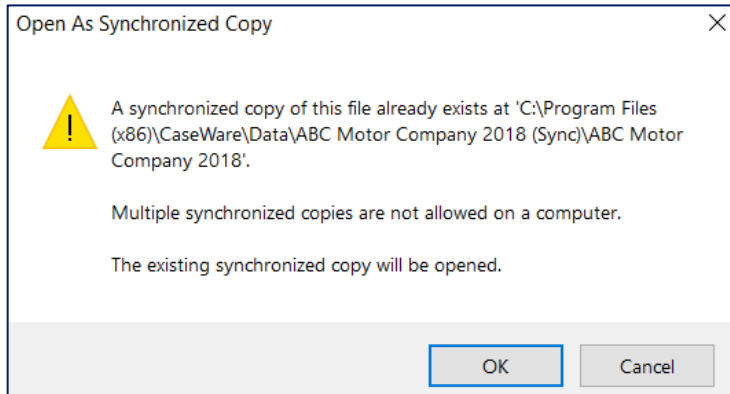 Open As Synchronized Copy
A synchronized copy of this file already exists at 'C:\Program Files
(x86)\CaseWare\Data\ABC Motor Company 2018 (Sync)\ABC Motor
Company 2018'.
Multiple synchronized copies are not allowed on a computer.
The existing synchronized copy will be opened.
OK
Cancel